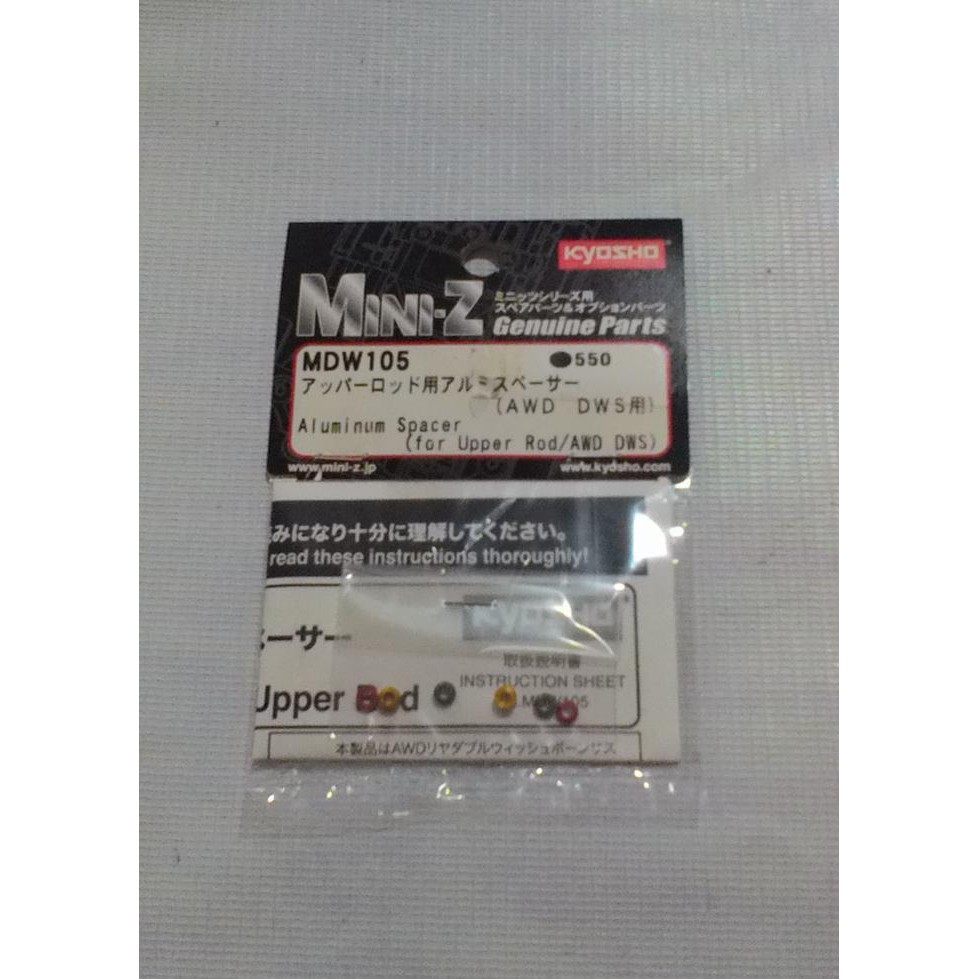 KYOSHO
MINI-Z
ミニッツシリーズ用
スペアパーツ&オプションパーツ
Genuine Parts
MDW105 ●550
アッパーロッド用アルミスペーサー
(AWD DWS用)
Aluminum Spacer
(for Upper Rod/AWD DWS)
www.mini-z.jp www.kyosho.com
みになり十分に理解してください。
read these instructions thoroughly!
KYOSHO
ペーサー
取扱説明書
INSTRUCTION SHEET
Upper Rod
本製品はAWDリヤダブルウィッシュボーンサス